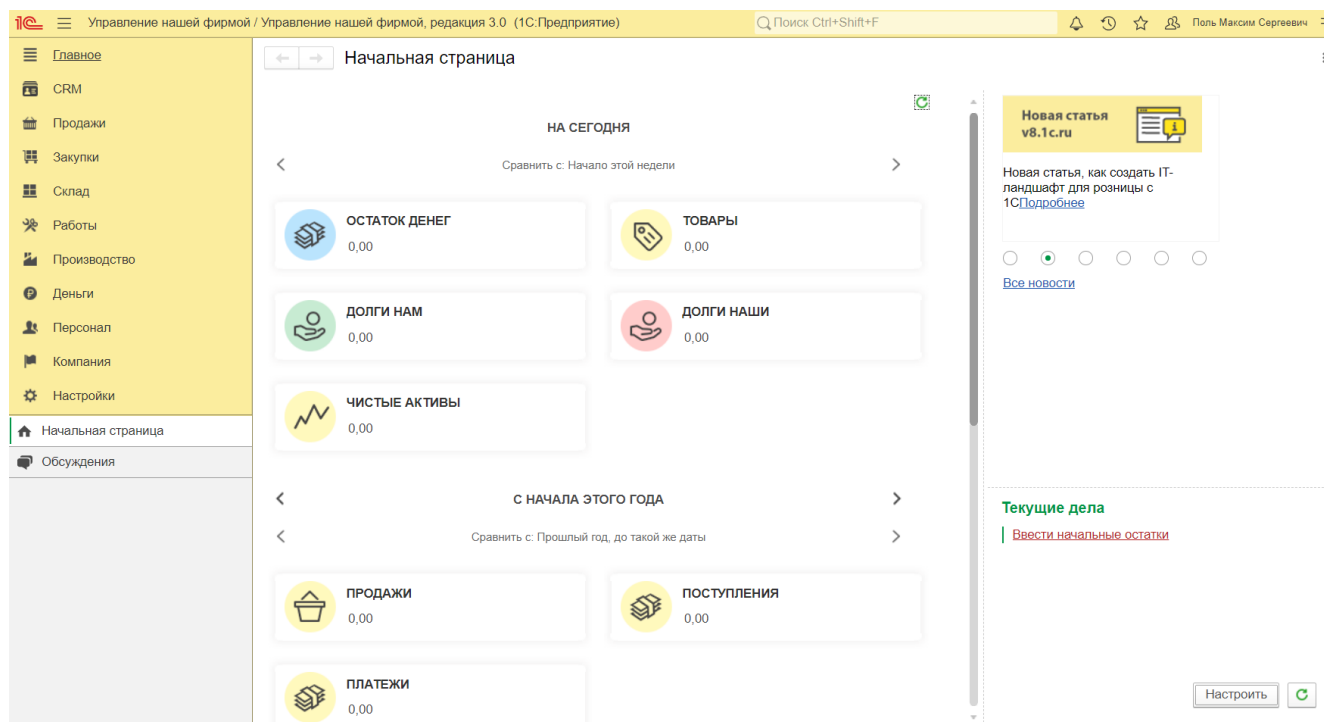 1С Управление нашей фирмой / Управление нашей фирмой, редакция 3.0 (1С:Предприятие) Поиск Ctrl+Shift+F Поль Максим Сергеевич
Главное
CRM
Продажи
Закупки
Склад
Работы
Производство
Деньги
Персонал
Компания
Настройки
Начальная страница
Обсуждения
Начальная страница
НА СЕГОДНЯ
Сравнить с: Начало этой недели
ОСТАТОК ДЕНЕГ
0,00
ТОВАРЫ
0,00
ДОЛГИ НАМ
0,00
ДОЛГИ НАШИ
0,00
ЧИСТЫЕ АКТИВЫ
0,00
С НАЧАЛА ЭТОГО ГОДА
Сравнить с: Прошлый год, до такой же даты
ПРОДАЖИ
0,00
ПОСТУПЛЕНИЯ
0,00
ПЛАТЕЖИ
0,00
Новая статья
v8.1c.ru
Новая статья, как создать IT-
ландшафт для розницы с
1СПодробнее
Все новости
Текущие дела
Ввести начальные остатки
Настроить